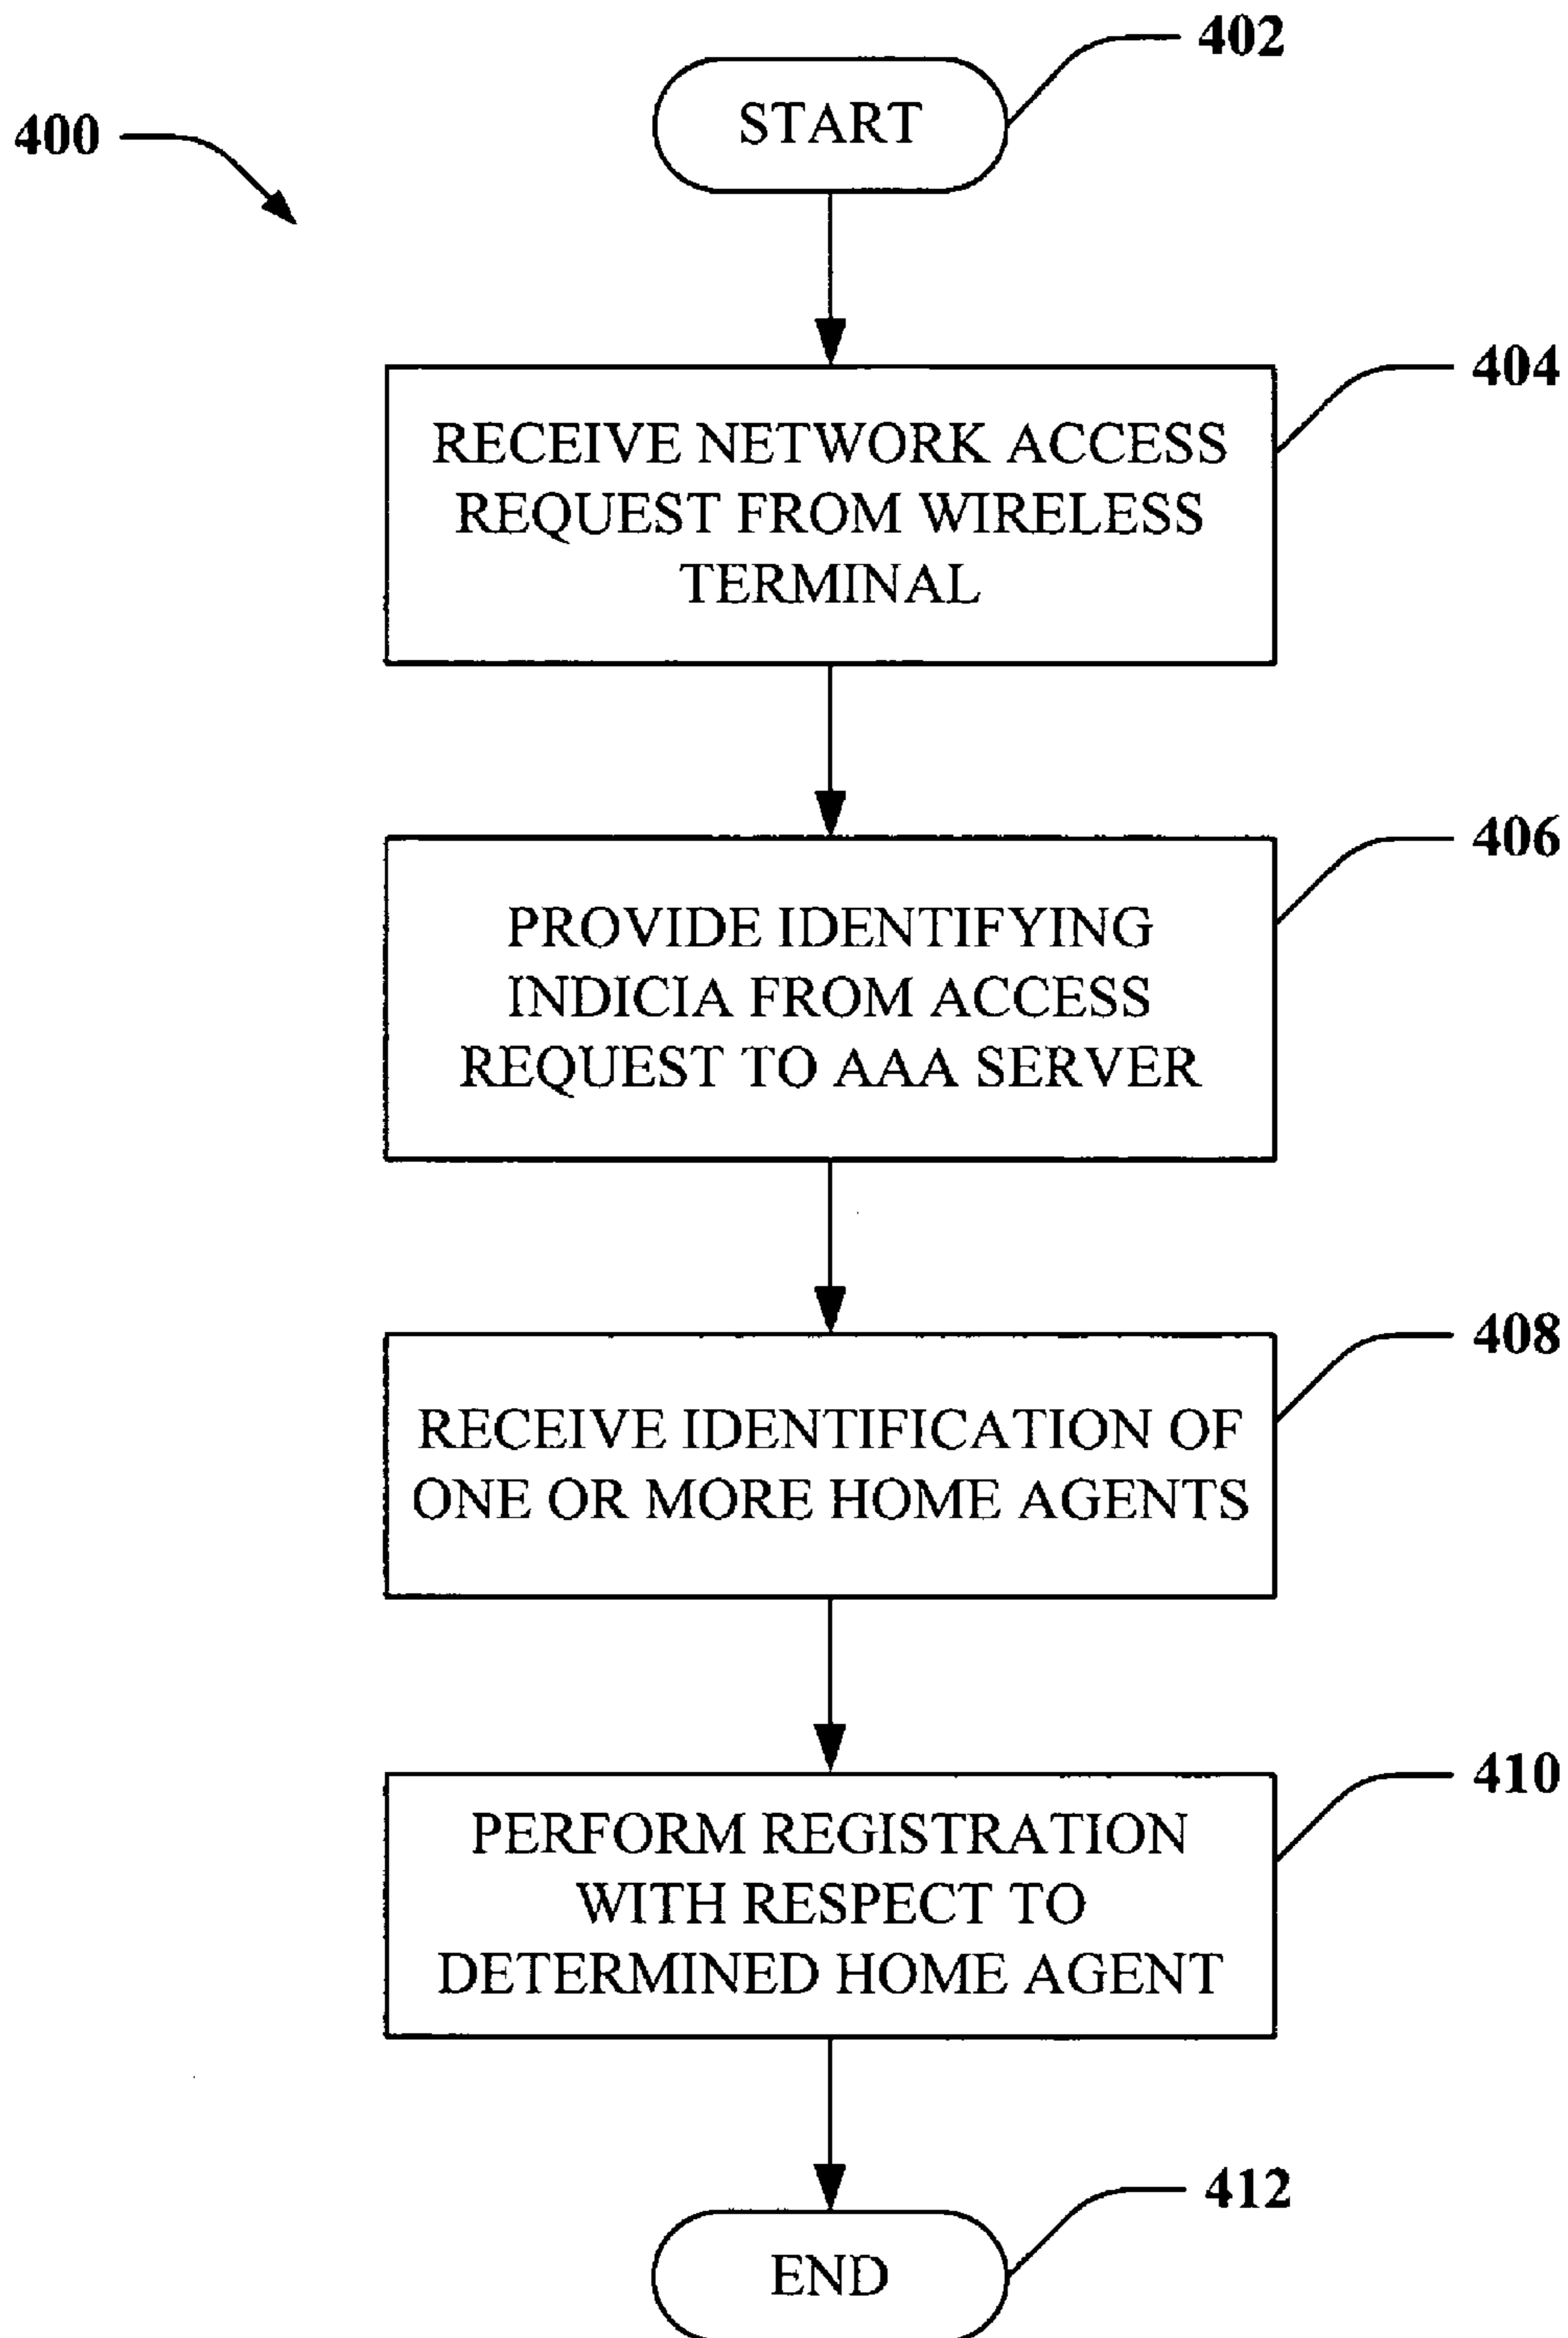 402
START
400
404
RECEIVE NETWORK ACCESS
REQUEST FROM WIRELESS
TERMINAL
406
PROVIDE IDENTIFYING
INDICIA FROM ACCESS
REQUEST TO AAA SERVER
408
RECEIVE IDENTIFICATION OF
ONE OR MORE HOME AGENTS
410
PERFORM REGISTRATION
WITH RESPECT TO
DETERMINED HOME AGENT
412
END